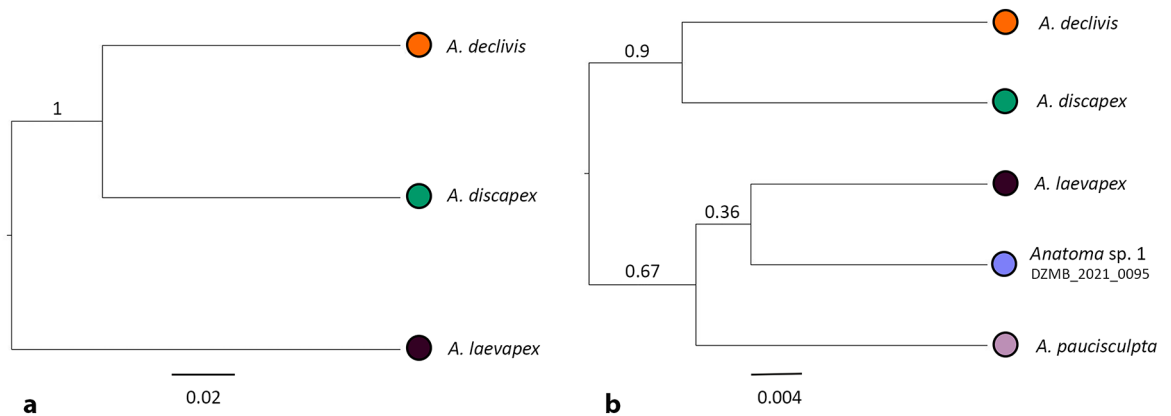 A. declivis
1
A. discapex
A. laevapex
0.02
a
A. declivis
0.9
A. discapex
A. laevapex
0.36
Anatoma sp. 1
DZMB_2021_0095
0.67
A. paucisculpta
0.004
b